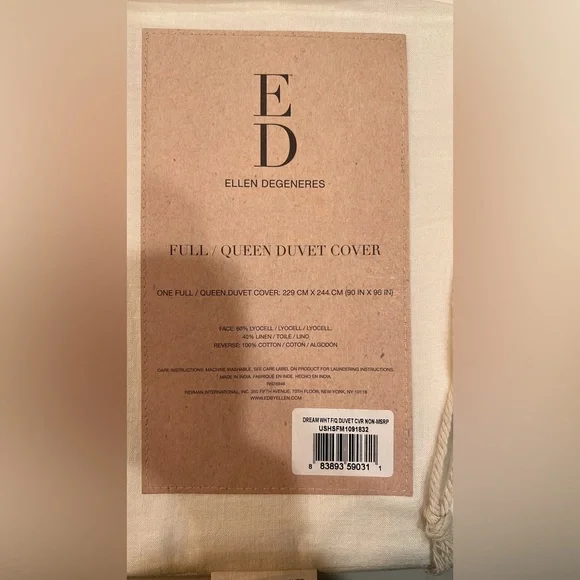 E
D
ELLEN DEGENERES
FULL / QUEEN DUVET COVER
ONE FULL / QUEEN DUVET COVER: 229 CM X 244 CM (90 IN X 96 IN)
FACE: 60% LYOCELL / LYOCELL / LYOCELL;
40% LINEN / TOILE / LINO
REVERSE: 100% COTTON / COTON / ALGODÓN
CARE INSTRUCTIONS: MACHINE WASHABLE. SEE CARE LABEL ON PRODUCT FOR LAUNDERING INSTRUCTIONS.
MADE IN INDIA. FABRIQUÉ EN INDE. HECHO EN INDIA.
REVMAN INTERNATIONAL, INC. 350 FIFTH AVENUE, 70TH FLOOR, NEW YORK, NY 10118
WWW.EDBYELLEN.COM
DREAM WHT F/Q DUVET CVR NON-MSRP
USHSFM1091832
8 83893 59031 1